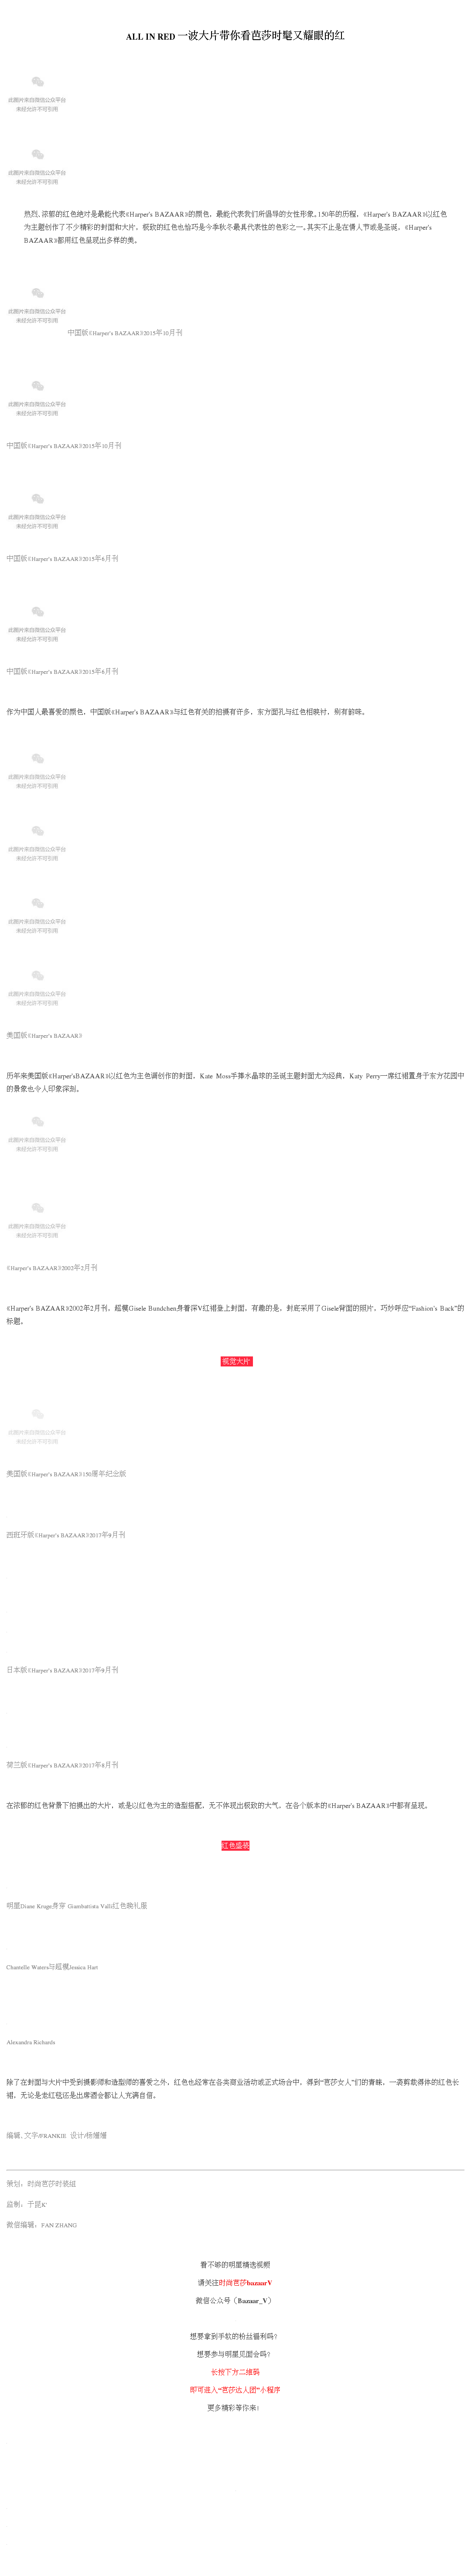 ALL IN RED 一波大片带你看芭莎时髦又耀眼的红
此图片来自微信公众平台
未经允许不可引用
此图片来自微信公众平台
未经允许不可引用
热烈、浓郁的红色绝对是最能代表《Harper's BAZAAR》的颜色，最能代表我们所倡导的女性形象。150年的历程，《Harper's BAZAAR》以红色
为主题创作了不少精彩的封面和大片，极致的红色也恰巧是今季秋冬最具代表性的色彩之一。其实不止是在情人节或是圣诞，《Harper's
BAZAAR》都用红色呈现出多样的美。
此图片来自微信公众平台
未经允许不可引用
中国版《Harper's BAZAAR》2015年10月刊
此图片来自微信公众平台
未经允许不可引用
中国版《Harper's BAZAAR》2015年10月刊
此图片来自微信公众平台
未经允许不可引用
中国版《Harper's BAZAAR》2015年6月刊
此图片来自微信公众平台
未经允许不可引用
中国版《Harper's BAZAAR》2015年6月刊
作为中国人最喜爱的颜色，中国版《Harper's BAZAAR》与红色有关的拍摄有许多，东方面孔与红色相映衬，别有韵味。
此图片来自微信公众平台
未经允许不可引用
此图片来自微信公众平台
未经允许不可引用
此图片来自微信公众平台
未经允许不可引用
此图片来自微信公众平台
未经允许不可引用
美国版《Harper's BAZAAR》
历年来美国版《Harper'sBAZAAR》以红色为主色调创作的封面，Kate Moss手捧水晶球的圣诞主题封面尤为经典，Katy Perry一席红裙置身于东方花园中
的景象也令人印象深刻。
此图片来自微信公众平台
未经允许不可引用
此图片来自微信公众平台
未经允许不可引用
《Harper's BAZAAR》2002年2月刊
《Harper's BAZAAR》2002年2月刊，超模Gisele Bundchen身着深V红裙登上封面，有趣的是，封底采用了Gisele背面的照片，巧妙呼应“Fashion's Back”的
标题。
视觉大片
此图片来自微信公众平台
未经允许不可引用
美国版《Harper's BAZAAR》150周年纪念版
西班牙版《Harper's BAZAAR》2017年9月刊
日本版《Harper's BAZAAR》2017年9月刊
荷兰版《Harper's BAZAAR》2017年8月刊
在浓郁的红色背景下拍摄出的大片，或是以红色为主的造型搭配，无不体现出极致的大气，在各个版本的《Harper's BAZAAR》中都有呈现。
红色盛装
明星Diane Kruger身穿 Giambattista Valli红色晚礼服
Chantelle Waters与超模Jessica Hart
Alexandra Richards
除了在封面与大片中受到摄影师和造型师的喜爱之外，红色也经常在各类商业活动或正式场合中，得到“芭莎女人”们的青睐，一袭剪裁得体的红色长
裙，无论是走红毯还是出席酒会都让人充满自信。
编辑、文字/FRANKIE 设计/杨姗姗
策划：时尚芭莎时装组
监制：于昆K'
微信编辑：FAN ZHANG
看不够的明星精选视频
请关注时尚芭莎bazaarV
微信公众号（Bazaar_V）
想要拿到手软的粉丝福利吗？
想要参与明星见面会吗？
长按下方二维码
即可进入“芭莎达人团”小程序
更多精彩等你来！